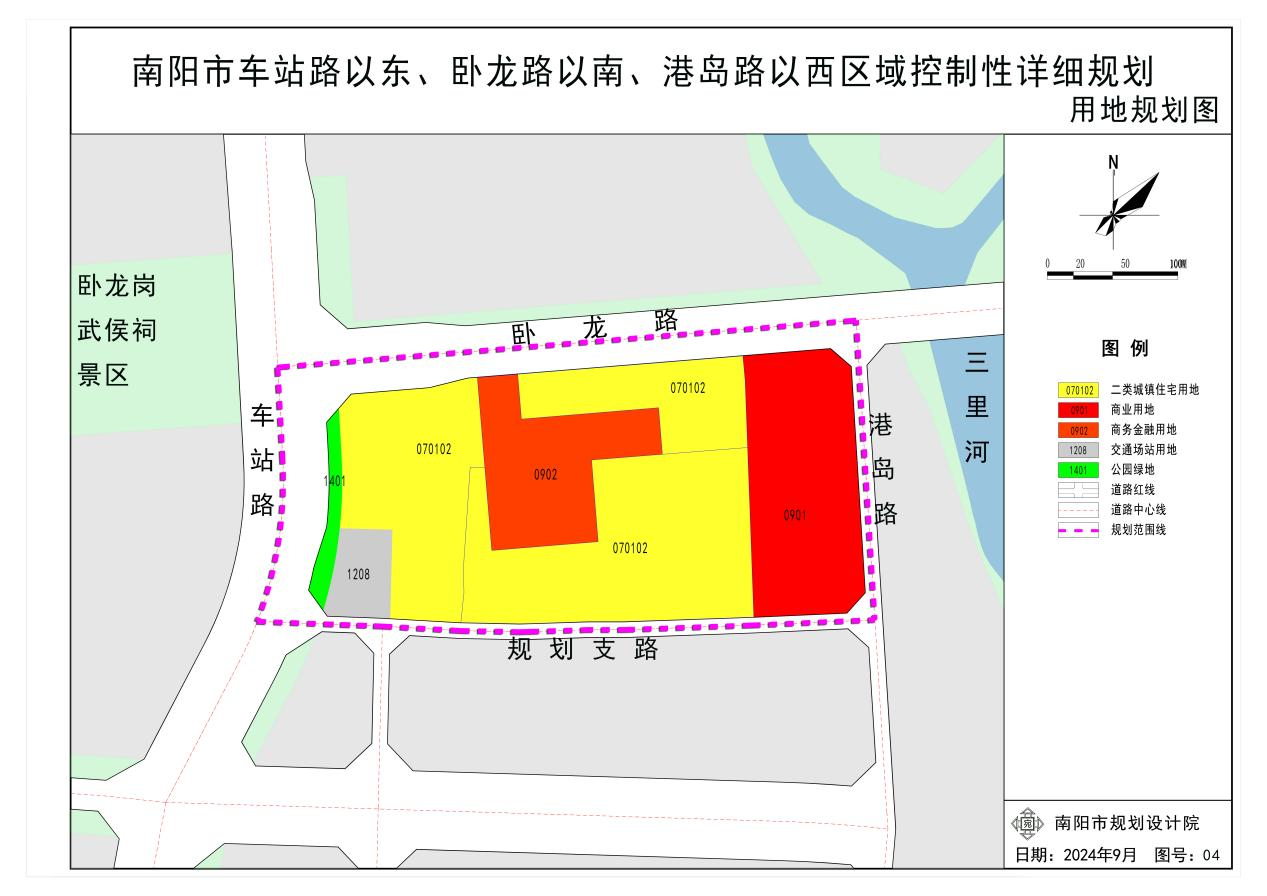 南阳市车站路以东、卧龙路以南、港岛路以西区域控制性详细规划
用地规划图
N
0 20 50 100M
卧龙岗
武侯祠
景区
卧龙路
车站路
港岛路
三里河
规划支路
070102
070102
070102
0902
0901
1401
1208
图例
070102 二类城镇住宅用地
0901 商业用地
0902 商务金融用地
1208 交通场站用地
1401 公园绿地
道路红线
道路中心线
规划范围线
宛
南阳市规划设计院
日期：2024年9月 图号：04